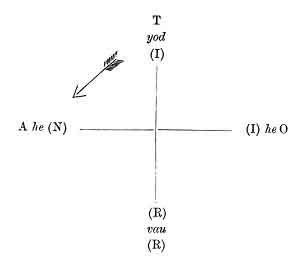 T
yod
(I)
A he (N)
(I) he O
(R)
vau
(R)